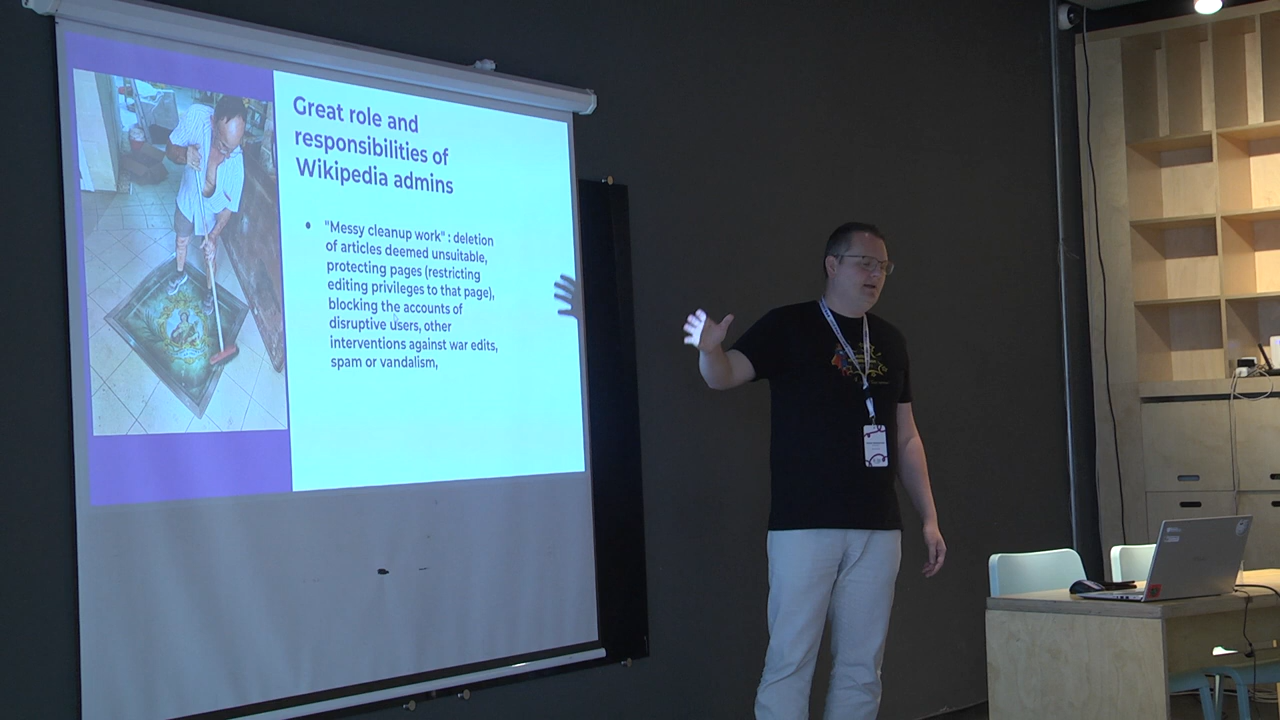 Great role and
responsibilities of
Wikipedia admins
"Messy cleanup work" : deletion
of articles deemed unsuitable,
protecting pages (restricting
editing privileges to that page),
blocking the accounts of
disruptive users, other
interventions against war edits,
spam or vandalism,